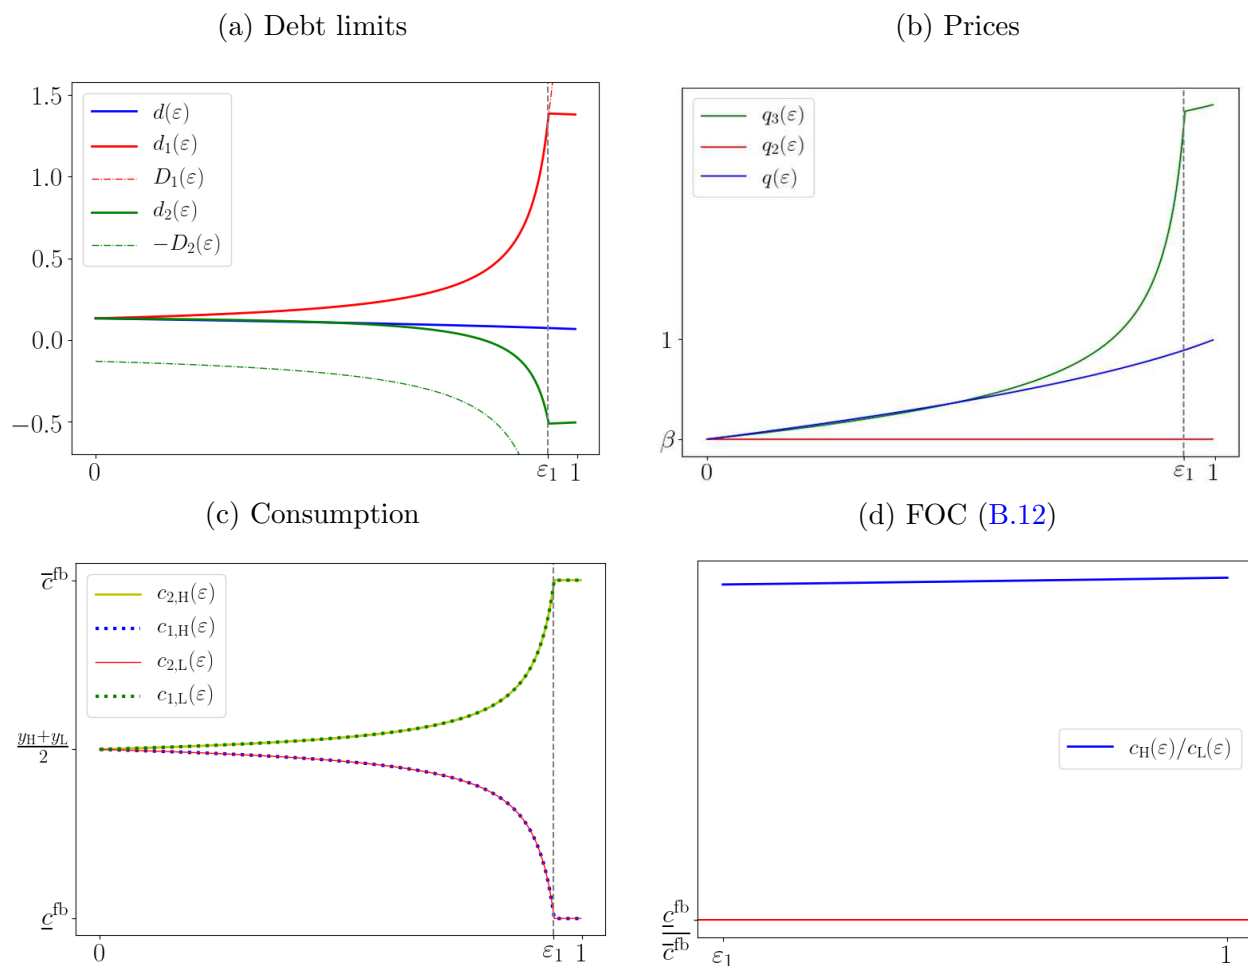 (a) Debt limits
1.5
1.0
0.5
0.0
−0.5
d(ε)
d₁(ε)
D₁(ε)
d₂(ε)
−D₂(ε)
0
ε₁
1
(b) Prices
1
β
q₃(ε)
q₂(ε)
q(ε)
0
ε₁
1
(c) Consumption
c̅ᶠᵇ
(y_H+y_L)/2
c̲ᶠᵇ
c₂,H(ε)
c₁,H(ε)
c₂,L(ε)
c₁,L(ε)
0
ε₁
1
(d) FOC (B.12)
c_H(ε)/c_L(ε)
c̲ᶠᵇ/c̅ᶠᵇ
ε₁
1